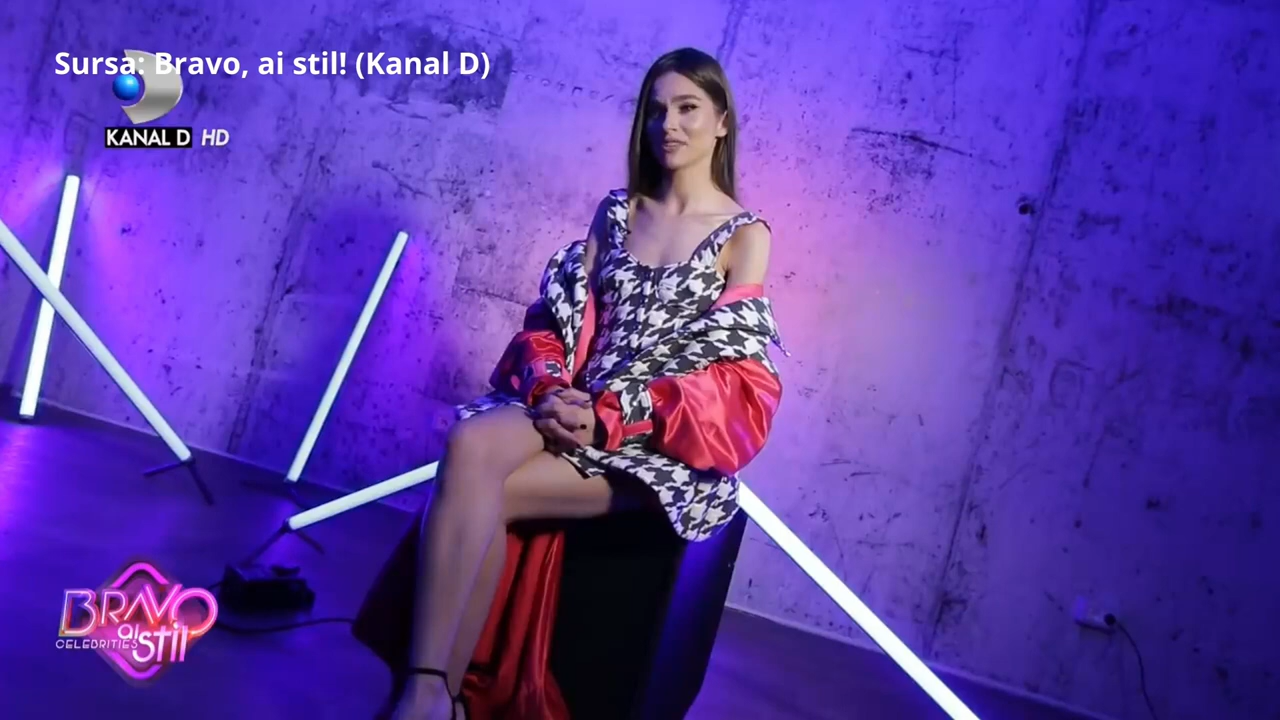 Sursa: Bravo, ai stil! (Kanal D)
KANAL D HD
BRAVO
ai
CELEBRITIES
stil